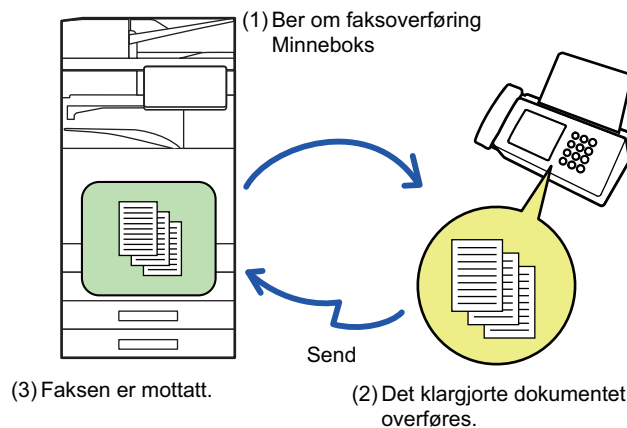 (1) Ber om faksoverføring
Minneboks
Send
(3) Faksen er mottatt.
(2) Det klargjorte dokumentet
overføres.